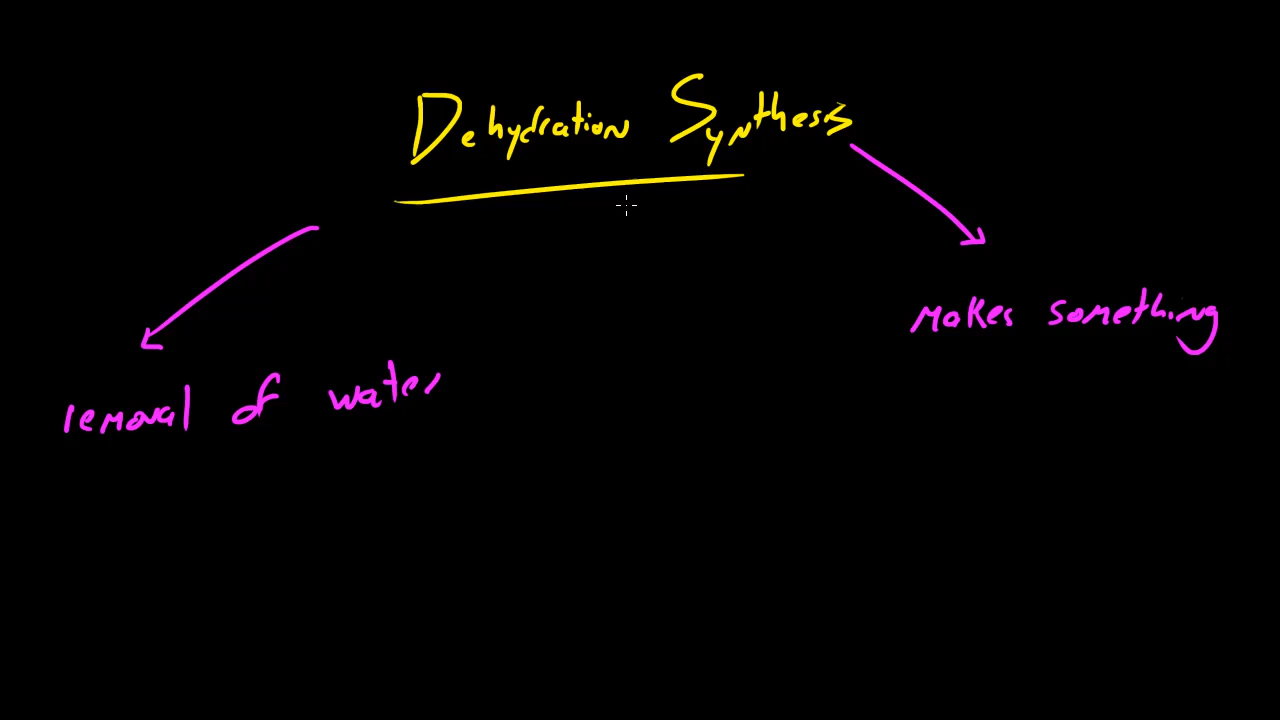 Dehydration Synthesis
makes something
removal of water